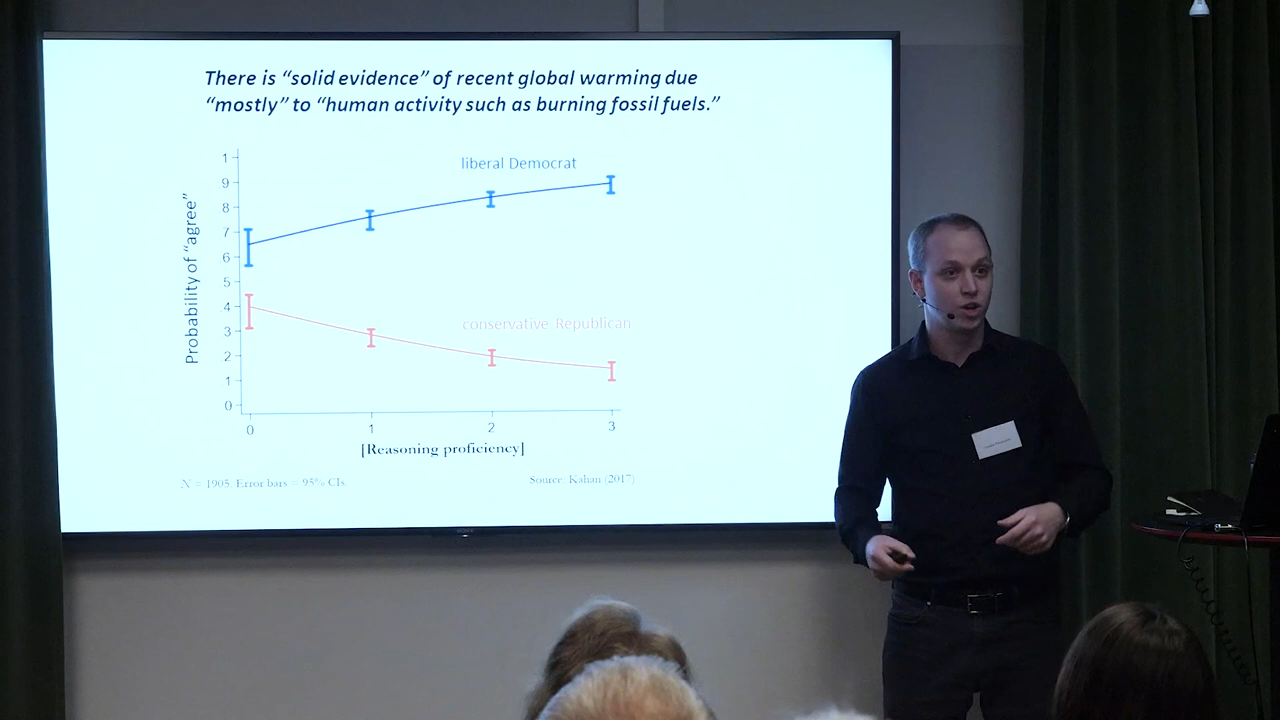 There is “solid evidence” of recent global warming due
“mostly” to “human activity such as burning fossil fuels.”
liberal Democrat
conservative Republican
Probability of “agree”
1
9
8
7
6
5
.4
3
2
1
0
0
1
2
3
[Reasoning proficiency]
N = 1905. Error bars = 95% CIs.
Source: Kahan (2017)
SONY